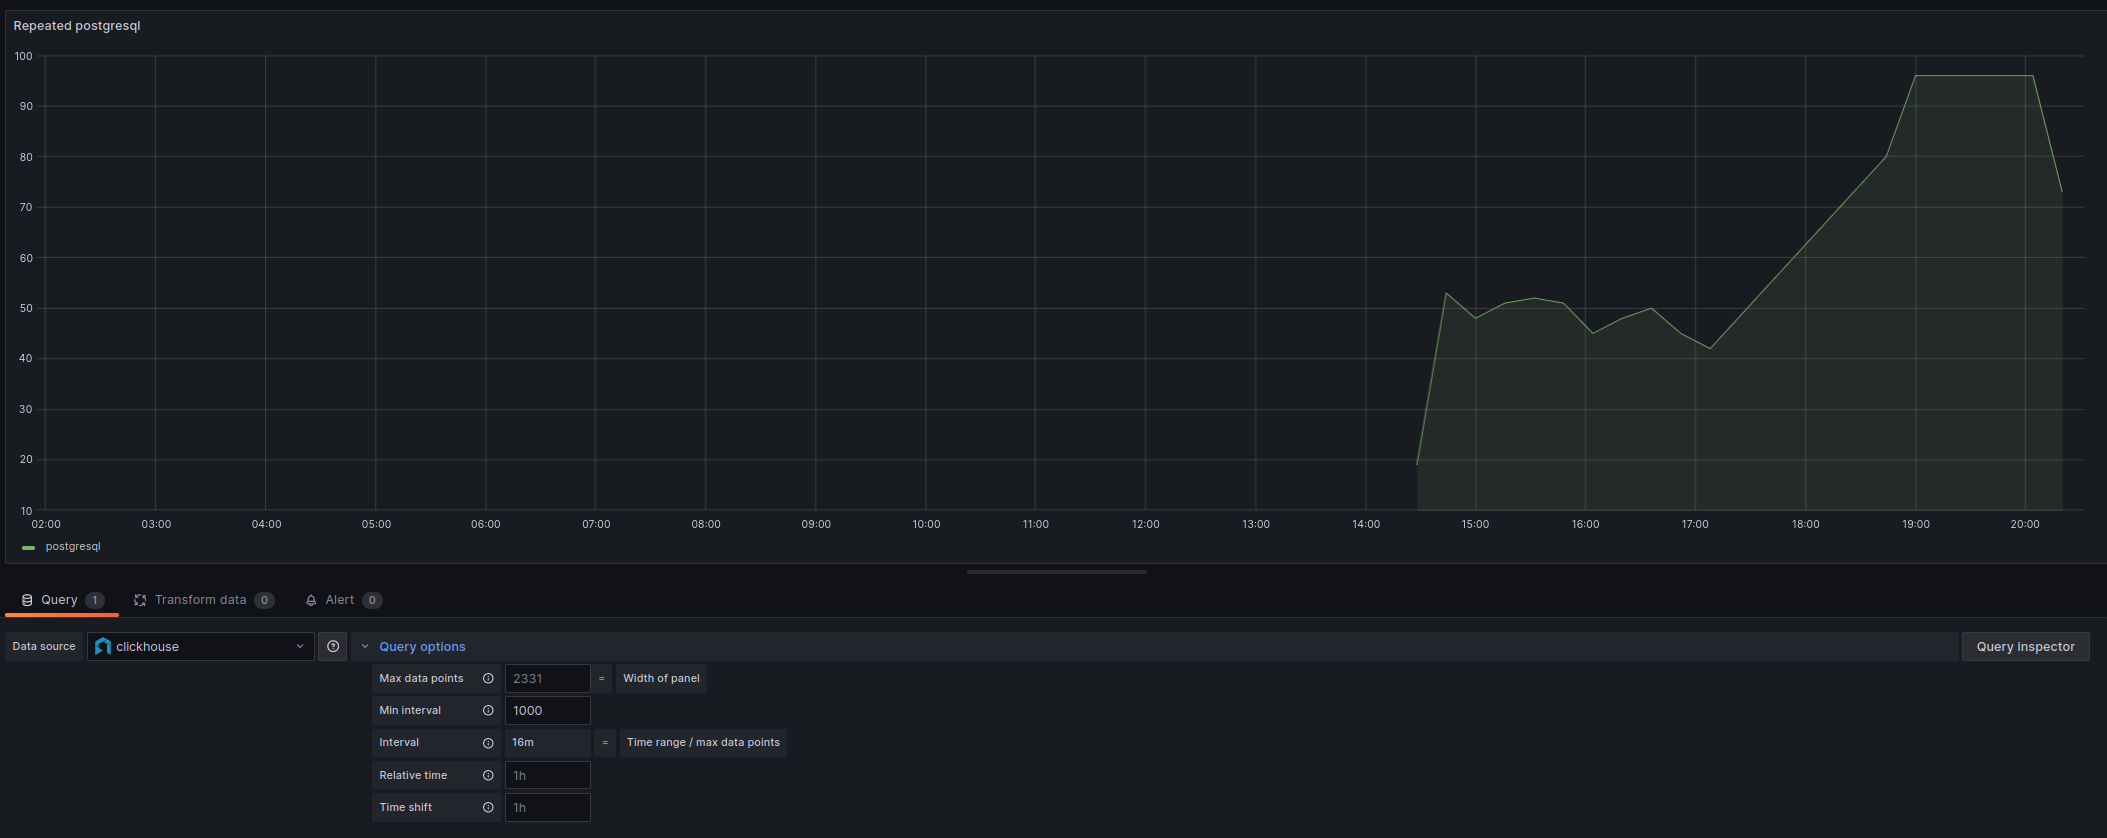 Repeated postgresql
100
90
80
70
60
50
40
30
20
10
02:00 03:00 04:00 05:00 06:00 07:00 08:00 09:00 10:00 11:00 12:00 13:00 14:00 15:00 16:00 17:00 18:00 19:00 20:00
postgresql
Query 1 Transform data 0 Alert 0
Data source clickhouse Query options Query inspector
Max data points 2331 = Width of panel
Min interval 1000
Interval 16m = Time range / max data points
Relative time 1h
Time shift 1h